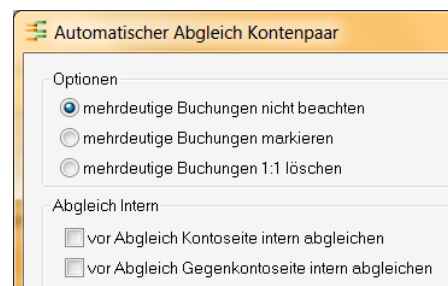 Automatischer Abgleich Kontenpaar
Optionen
mehrdeutige Buchungen nicht beachten
mehrdeutige Buchungen markieren
mehrdeutige Buchungen 1:1 löschen
Abgleich Intern
vor Abgleich Kontoseite intern abgleichen
vor Abgleich Gegenkontoseite intern abgleichen